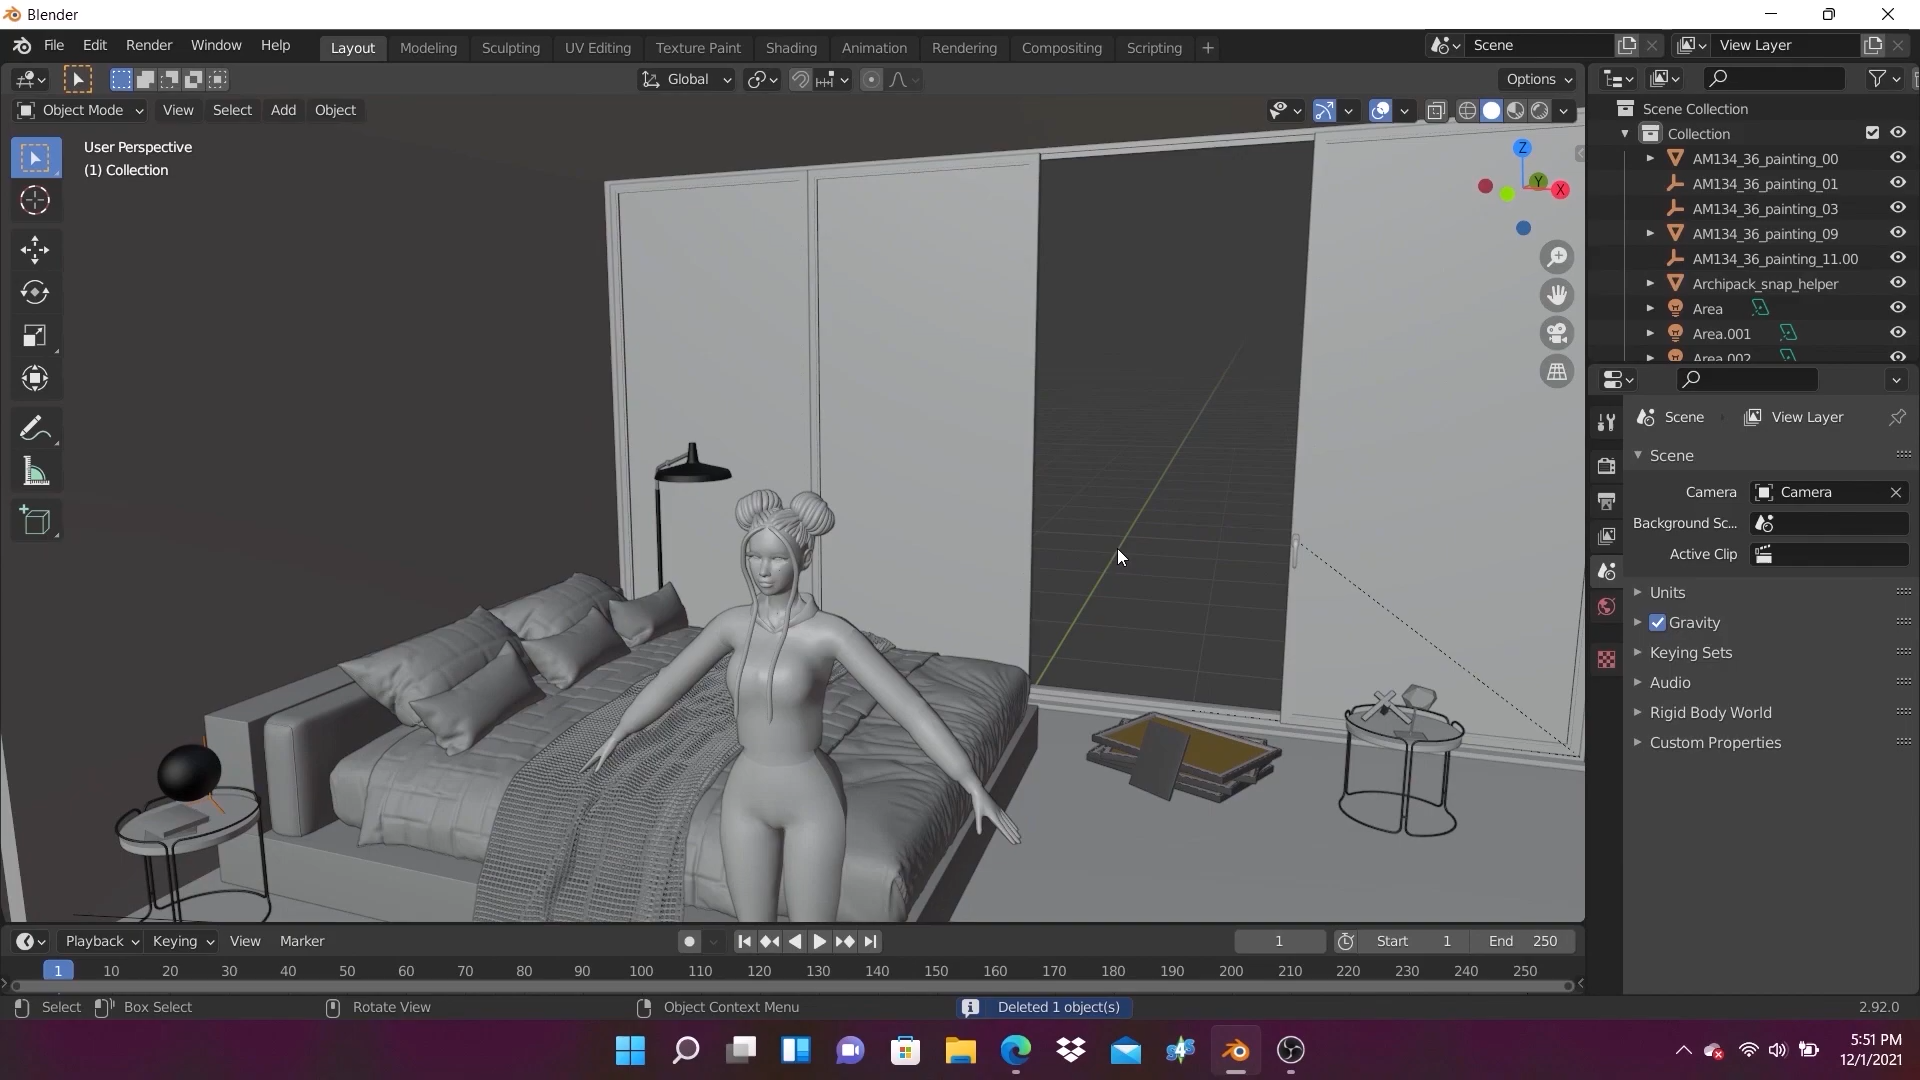 Blender
File Edit Render Window Help Layout Modeling Sculpting UV Editing Texture Paint Shading Animation Rendering Compositing Scripting + Scene View Layer
Global Options
Object Mode View Select Add Object
User Perspective
(1) Collection
Z
Y
X
Scene Collection
Collection
AM134_36_painting_00
AM134_36_painting_01
AM134_36_painting_03
AM134_36_painting_09
AM134_36_painting_11.00
Archipack_snap_helper
Area
Area.001
Area.002
Scene View Layer
Scene
Camera Camera
Background Sc...
Active Clip
Units
Gravity
Keying Sets
Audio
Rigid Body World
Custom Properties
Playback Keying View Marker 1 Start 1 End 250
1 10 20 30 40 50 60 70 80 90 100 110 120 130 140 150 160 170 180 190 200 210 220 230 240 250
Select Box Select Rotate View Object Context Menu Deleted 1 object(s) 2.92.0
5:51 PM
12/1/2021